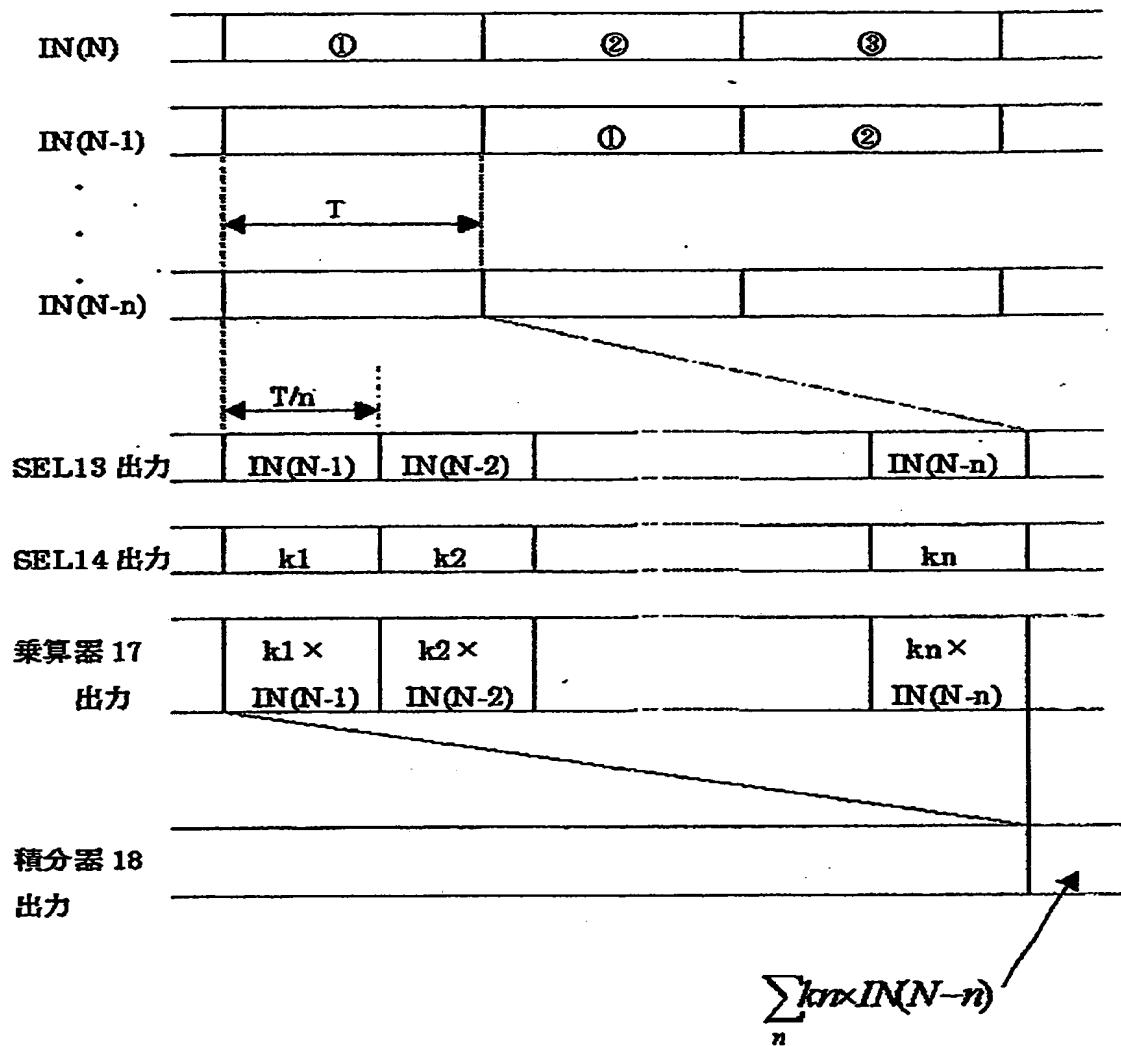 IN(N) ① ② ③
IN(N-1) ① ②
T
IN(N-n)
T/n
SEL13 出力 IN(N-1) IN(N-2) IN(N-n)
SEL14 出力 k1 k2 kn
乗算器 17 k1× k2× kn×
出力 IN(N-1) IN(N-2) IN(N-n)
積分器 18
出力
∑kn×IN(N−n)
n